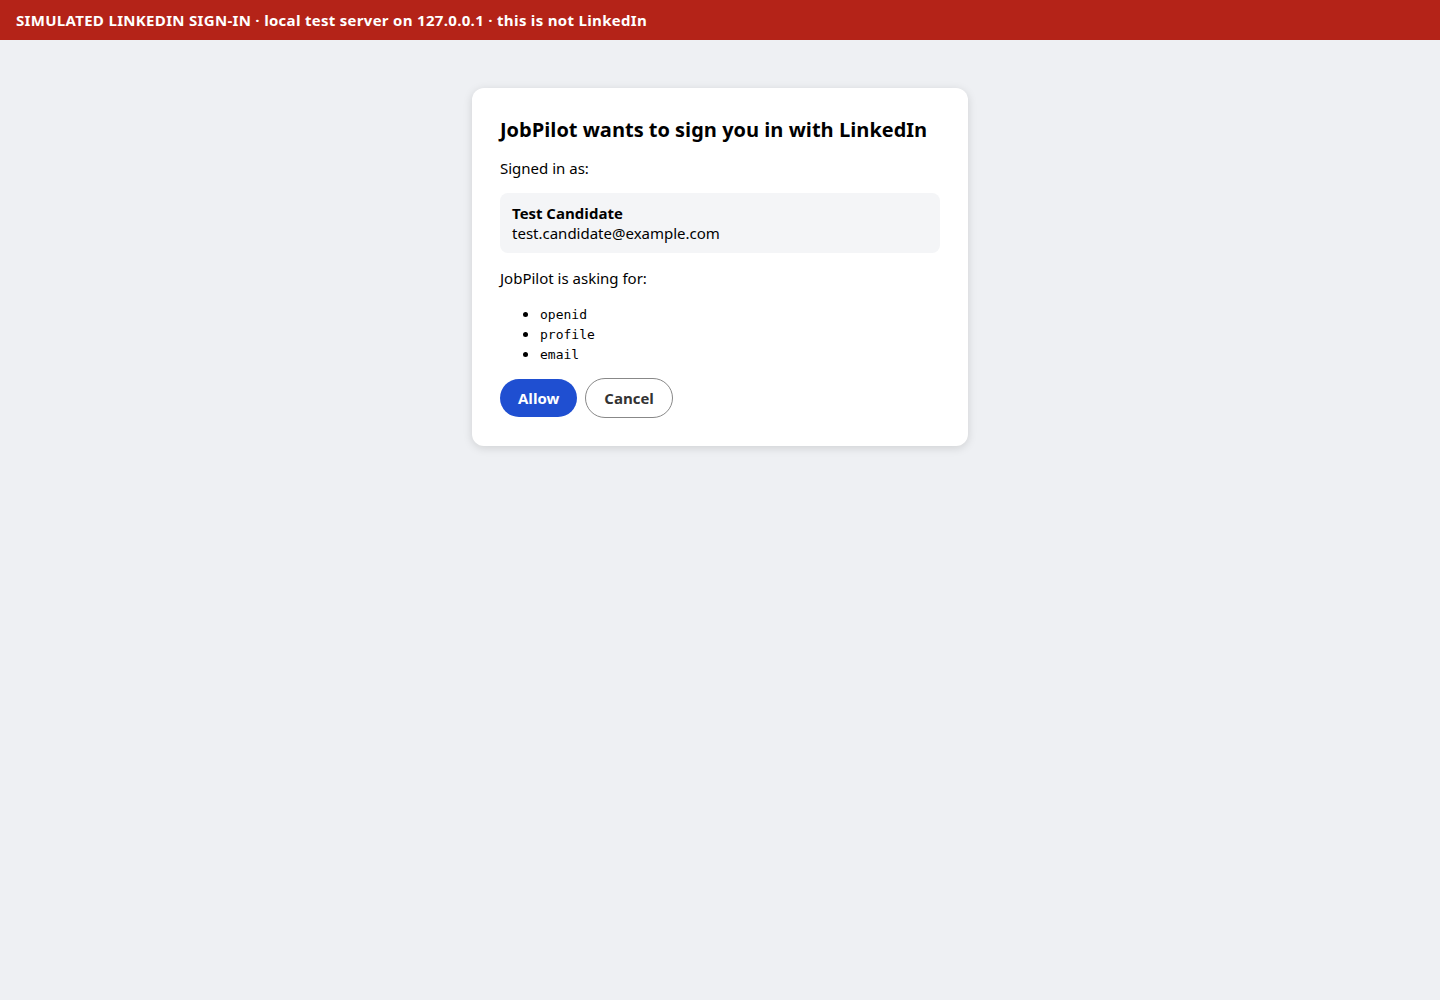 SIMULATED LINKEDIN SIGN-IN · local test server on 127.0.0.1 · this is not LinkedIn
JobPilot wants to sign you in with LinkedIn
Signed in as:
Test Candidate
test.candidate@example.com
JobPilot is asking for:
openid
profile
email
Allow Cancel